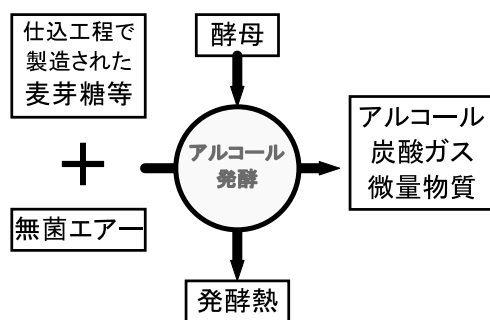 仕込工程で
製造された
麦芽糖等
酵母
アルコール
発酵
アルコール
炭酸ガス
微量物質
＋
無菌エアー
発酵熱